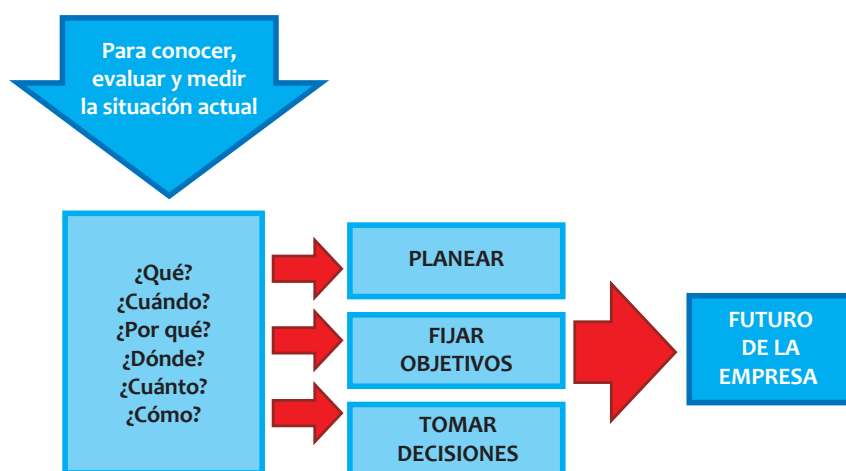 Para conocer,
evaluar y medir
la situación actual
¿Qué?
¿Cuándo?
¿Por qué?
¿Dónde?
¿Cuánto?
¿Cómo?
PLANEAR
FIJAR
OBJETIVOS
TOMAR
DECISIONES
FUTURO
DE LA
EMPRESA